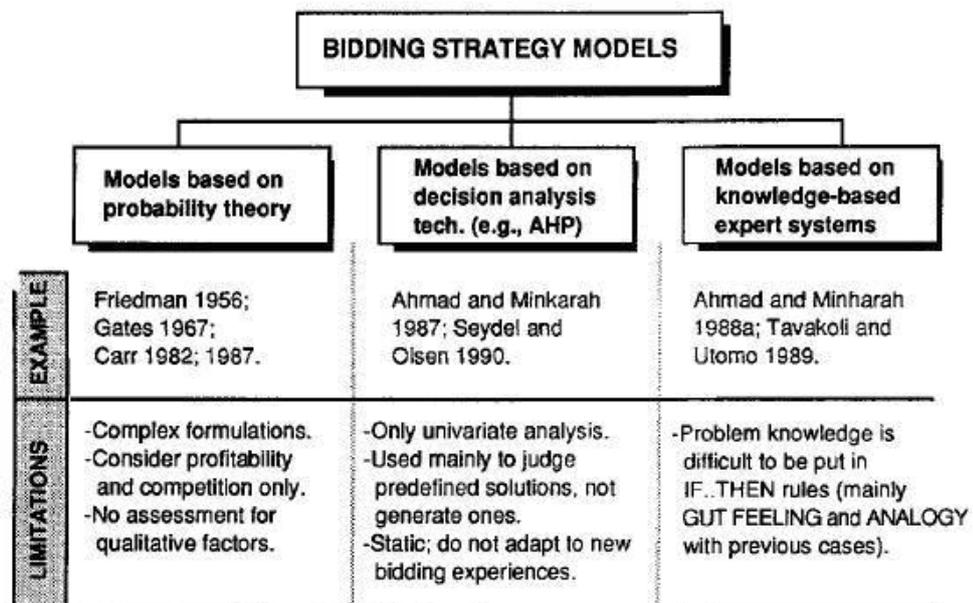 BIDDING STRATEGY MODELS
Models based on
probability theory
Models based on
decision analysis
tech. (e.g., AHP)
Models based on
knowledge-based
expert systems
EXAMPLE
Friedman 1956;
Gates 1967;
Carr 1982; 1987.
Ahmad and Minkarah
1987; Seydel and
Olsen 1990.
Ahmad and Minharah
1988a; Tavakoli and
Utomo 1989.
LIMITATIONS
-Complex formulations.
-Consider profitability
and competition only.
-No assessment for
qualitative factors.
-Only univariate analysis.
-Used mainly to judge
predefined solutions, not
generate ones.
-Static; do not adapt to new
bidding experiences.
-Problem knowledge is
difficult to be put in
IF..THEN rules (mainly
GUT FEELING and ANALOGY
with previous cases).